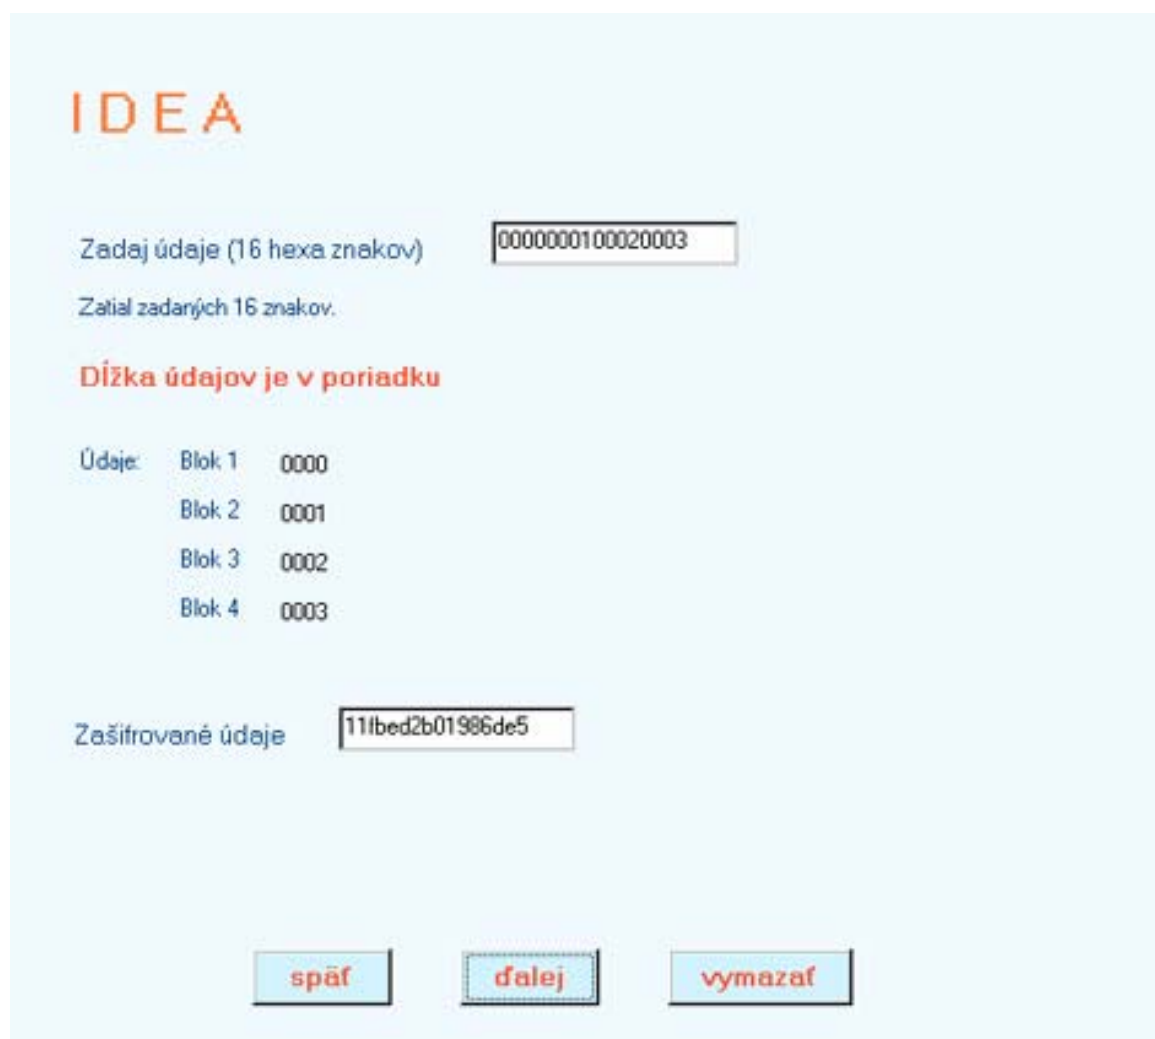 IDEA
Zadaj údaje (16 hexa znakov) 0000000100020003
Zatial zadaných 16 znakov.
Dĺžka údajov je v poriadku
Údaje: Blok 1 0000
Blok 2 0001
Blok 3 0002
Blok 4 0003
Zašifrované údaje 11fbed2b01986de5
späť ďalej vymazať